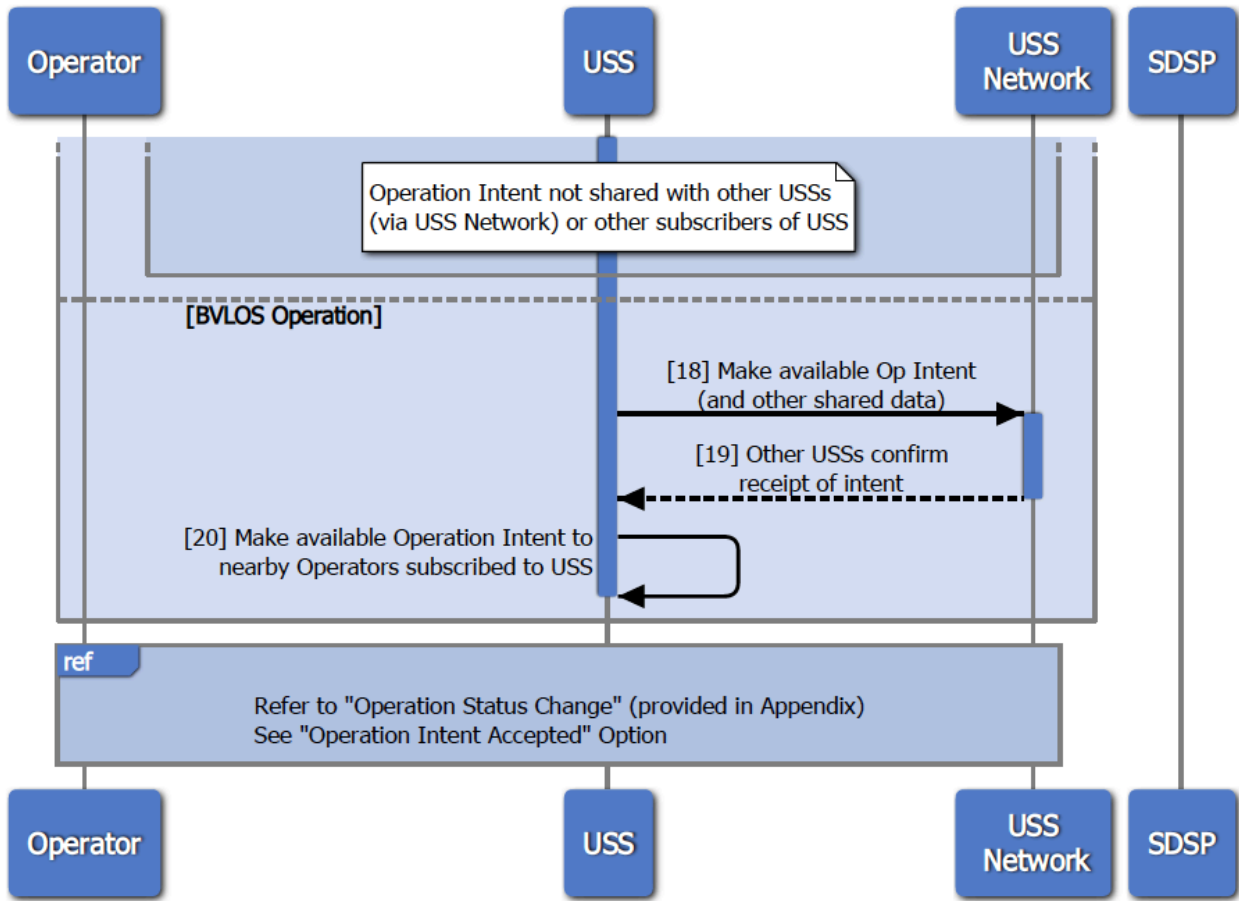 Operator
USS
USS
Network
SDSP
Operation Intent not shared with other USSs
(via USS Network) or other subscribers of USS
[BVLOS Operation]
[18] Make available Op Intent
(and other shared data)
[19] Other USSs confirm
receipt of intent
[20] Make available Operation Intent to
nearby Operators subscribed to USS
ref
Refer to "Operation Status Change" (provided in Appendix)
See "Operation Intent Accepted" Option
Operator
USS
USS
Network
SDSP